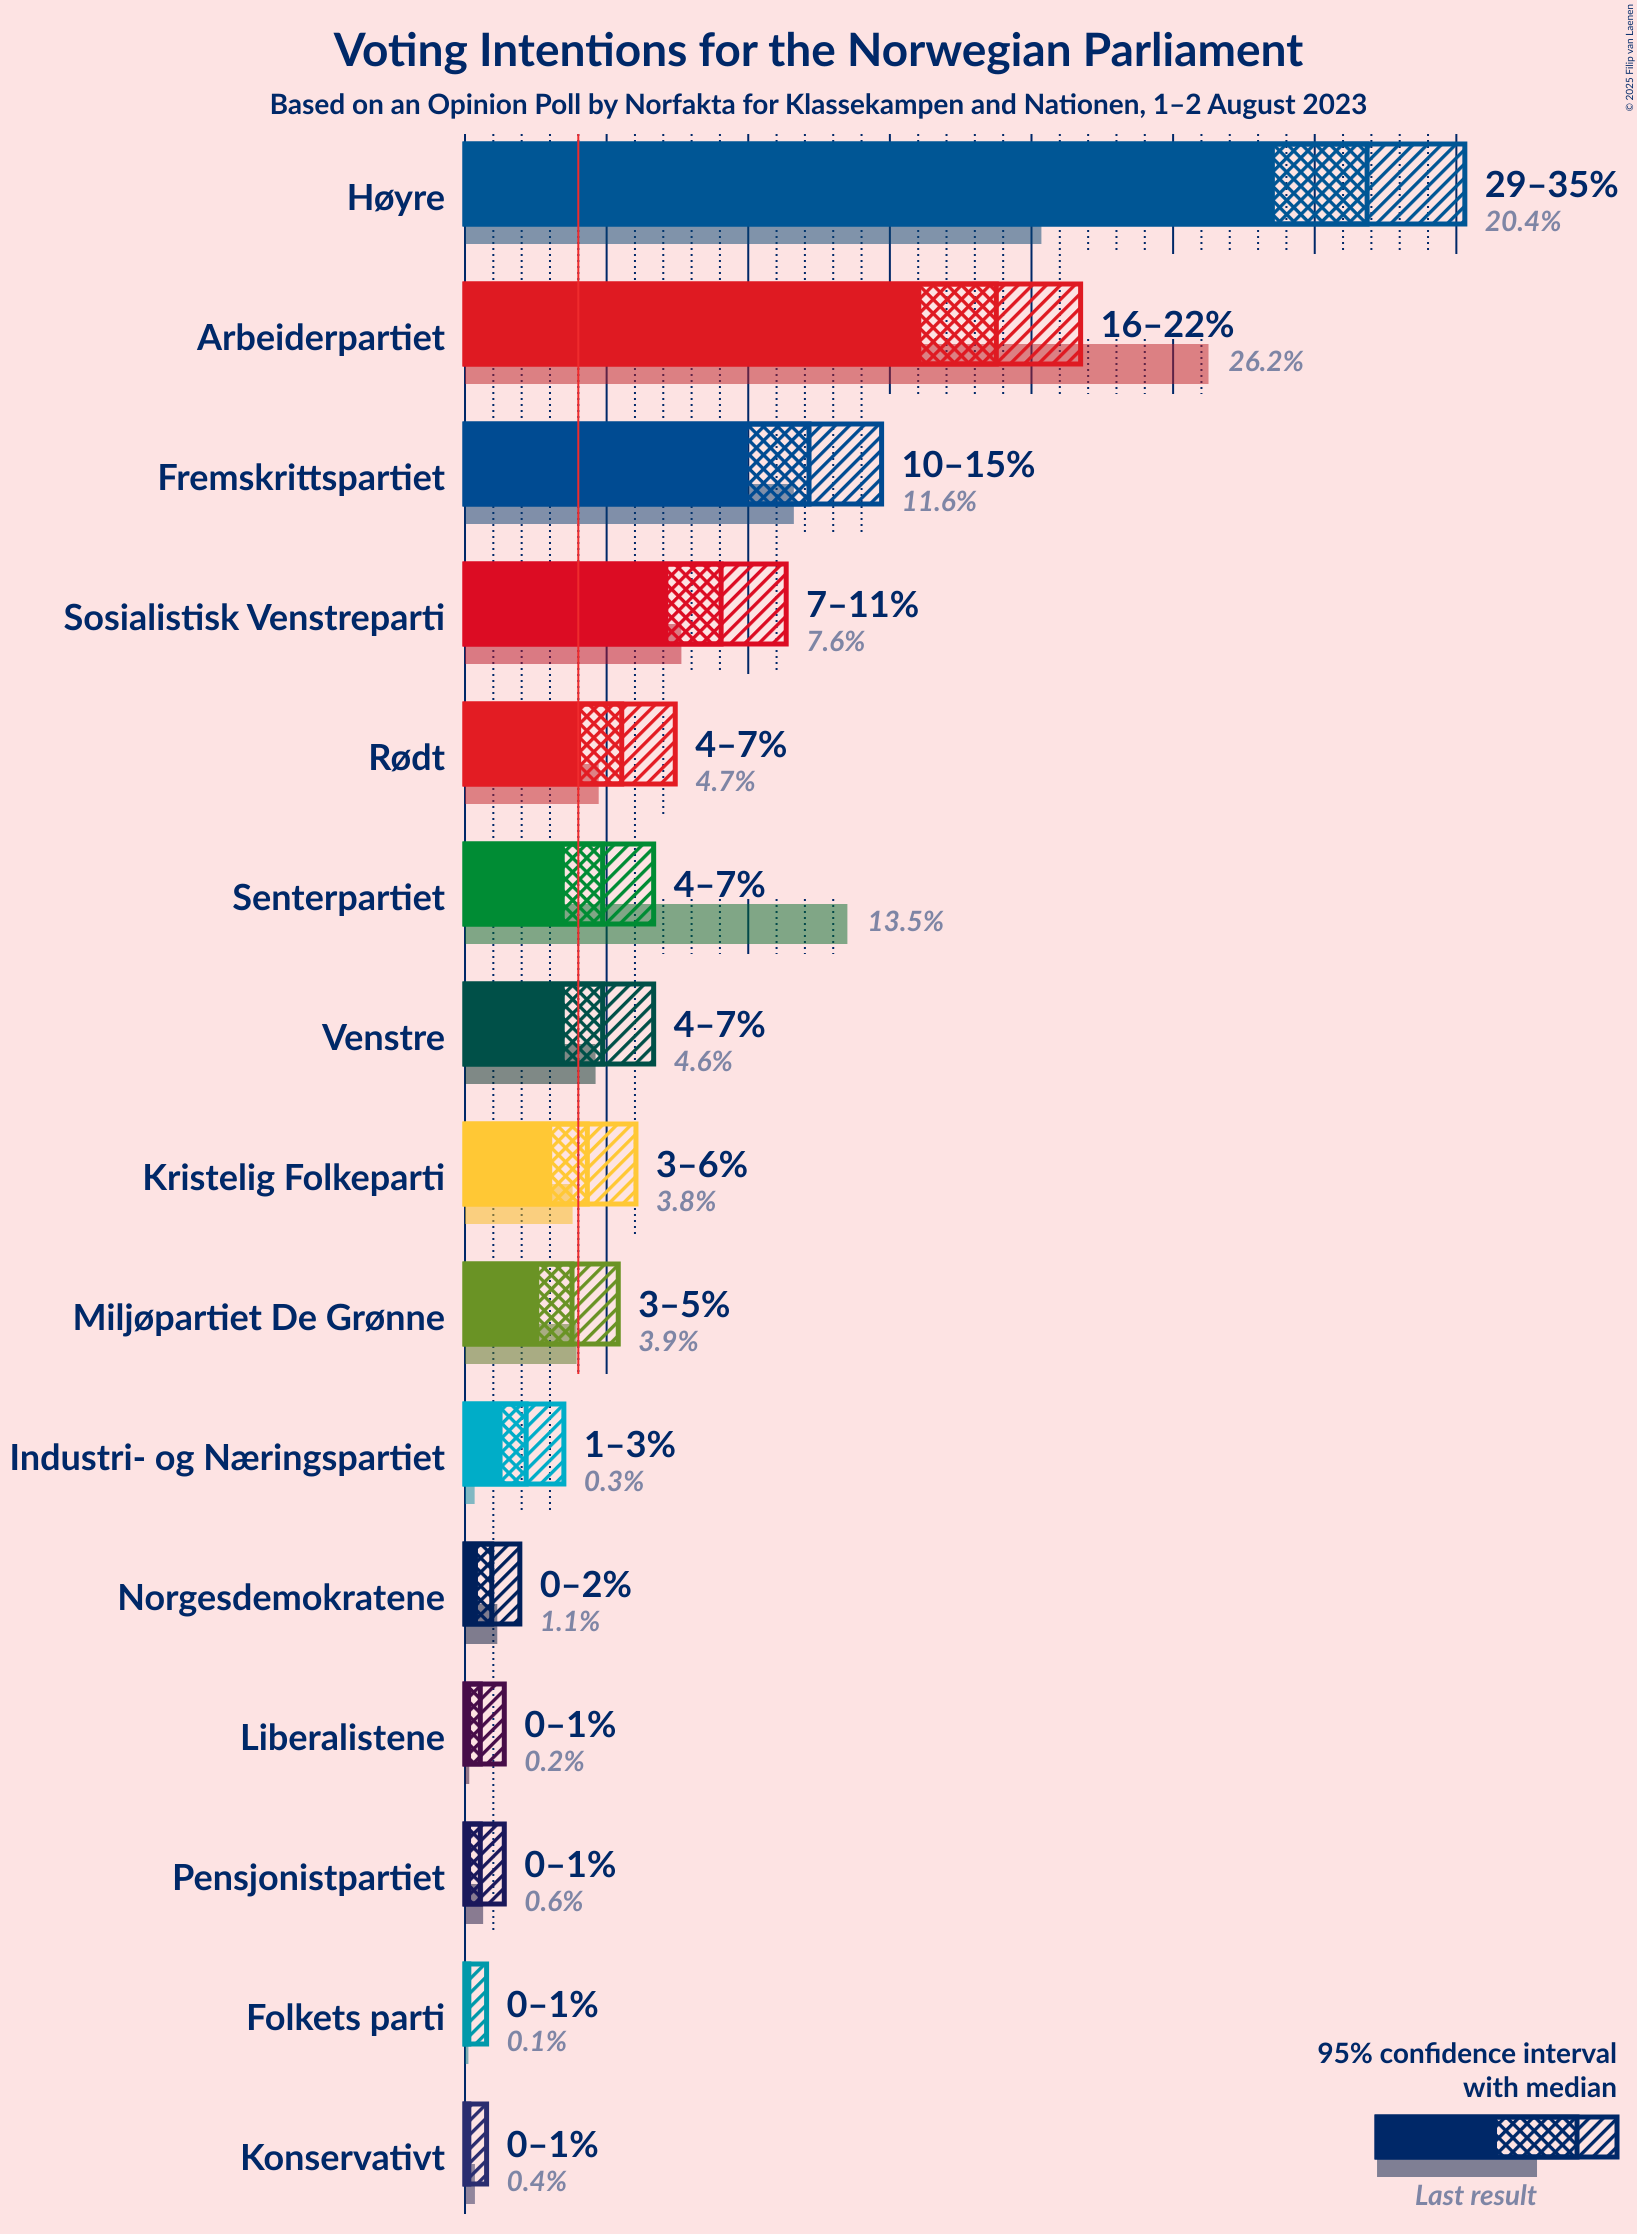 © 2025 Filip van Laenen
Voting Intentions for the Norwegian Parliament
Based on an Opinion Poll by Norfakta for Klassekampen and Nationen, 1–2 August 2023
Høyre
29–35%
20.4%
Arbeiderpartiet
16–22%
26.2%
Fremskrittspartiet
10–15%
11.6%
Sosialistisk Venstreparti
7–11%
7.6%
Rødt
4–7%
4.7%
Senterpartiet
4–7%
13.5%
Venstre
4–7%
4.6%
Kristelig Folkeparti
3–6%
3.8%
Miljøpartiet De Grønne
3–5%
3.9%
Industri- og Næringspartiet
1–3%
0.3%
Norgesdemokratene
0–2%
1.1%
Liberalistene
0–1%
0.2%
Pensjonistpartiet
0–1%
0.6%
Folkets parti
0–1%
0.1%
Konservativt
0–1%
0.4%
95% confidence interval
with median
Last result